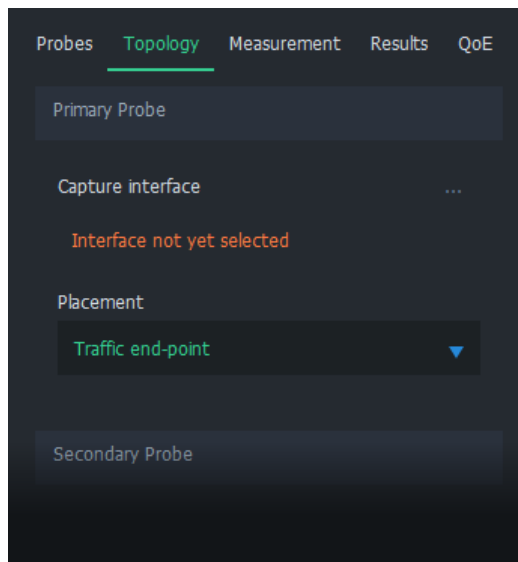 Probes Topology Measurement Results QoE
Primary Probe
Capture interface ...
Interface not yet selected
Placement
Traffic end-point
Secondary Probe